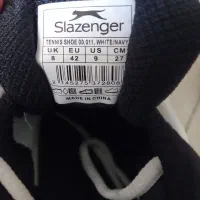 Slazenger
TENNIS SHOE 00.011, WHITE/NAVY
UK EU US CM
8 42 9 27
MADE IN CHINA